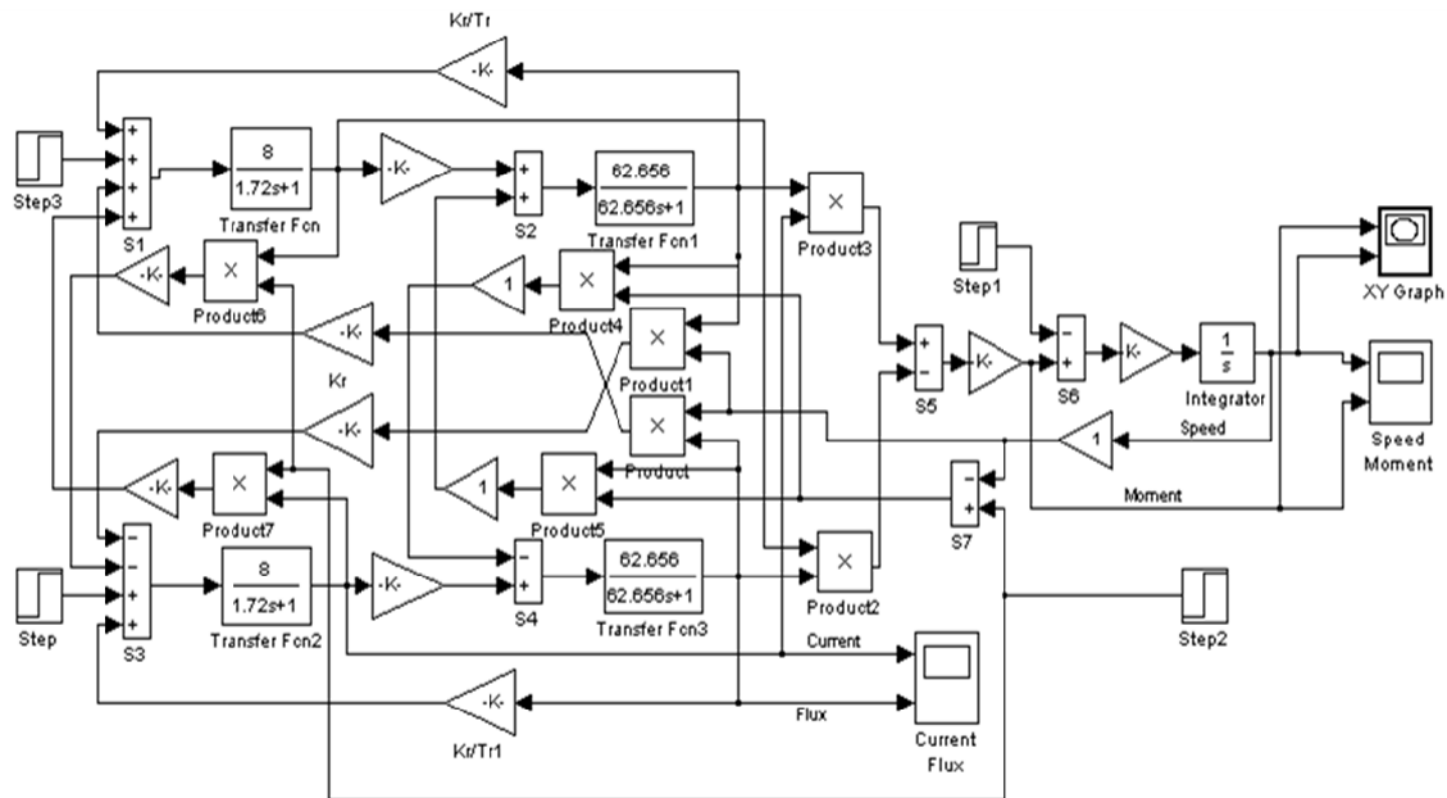 Kr/Tr
-K-
+
+
+
+
S1
Step3
8
1.72s+1
Transfer Fcn
-K-
+
+
S2
62.656
62.656s+1
Transfer Fcn1
×
Product3
-K-
×
Product6
1
×
Product4
Step1
XY Graph
-K-
Kr
×
Product1
+
-
S5
K-
-
+
S6
K-
1
s
Integrator
Speed
Moment
-K-
×
Product
1
Speed
-K-
×
Product7
1
×
Product5
-
+
S7
Moment
-
-
+
+
S3
Step
8
1.72s+1
Transfer Fcn2
-K-
-
+
S4
62.656
62.656s+1
Transfer Fcn3
×
Product2
Step2
Current
Flux
Current
Flux
-K-
Kr/Tr1